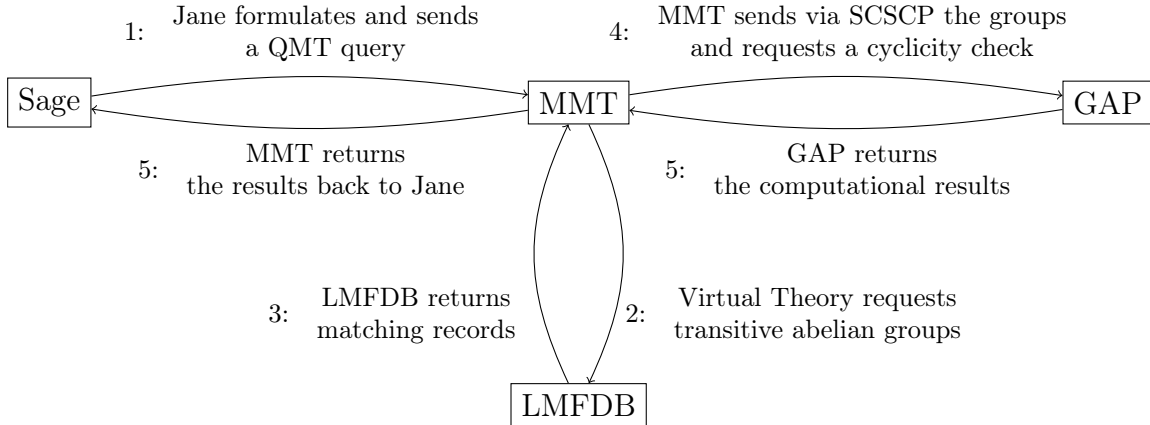 1: Jane formulates and sends
a QMT query
4: MMT sends via SCSCP the groups
and requests a cyclicity check
Sage
MMT
GAP
5: MMT returns
the results back to Jane
5: GAP returns
the computational results
3: LMFDB returns
matching records
2: Virtual Theory requests
transitive abelian groups
LMFDB